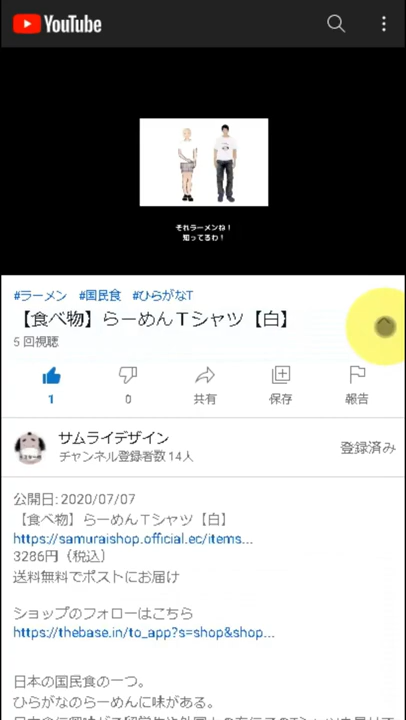 YouTube
それラーメンね！
知ってるわ！
#ラーメン #国民食 #ひらがなT
【食べ物】らーめんTシャツ【白】
5 回視聴
1
0
共有
保存
報告
サムライデザイン
チャンネル登録者数 14人
登録済み
公開日: 2020/07/07
【食べ物】らーめんTシャツ【白】
https://samuraishop.official.ec/items...
3286円（税込）
送料無料でポストにお届け
ショップのフォローはこちら
https://thebase.in/to_app?s=shop&shop...
日本の国民食の一つ。
ひらがなのらーめんに味がある。